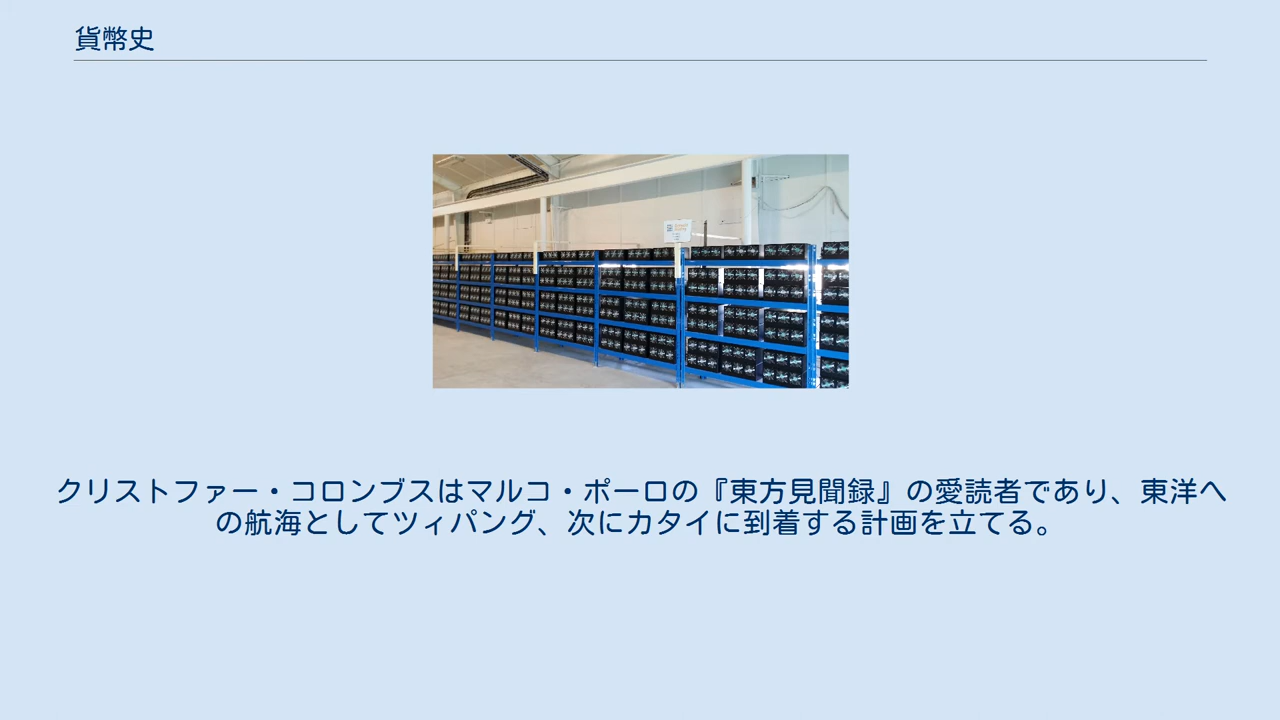 貨幣史
クリストファー・コロンブスはマルコ・ポーロの『東方見聞録』の愛読者であり、東洋へ
の航海としてツィパング、次にカタイに到着する計画を立てる。